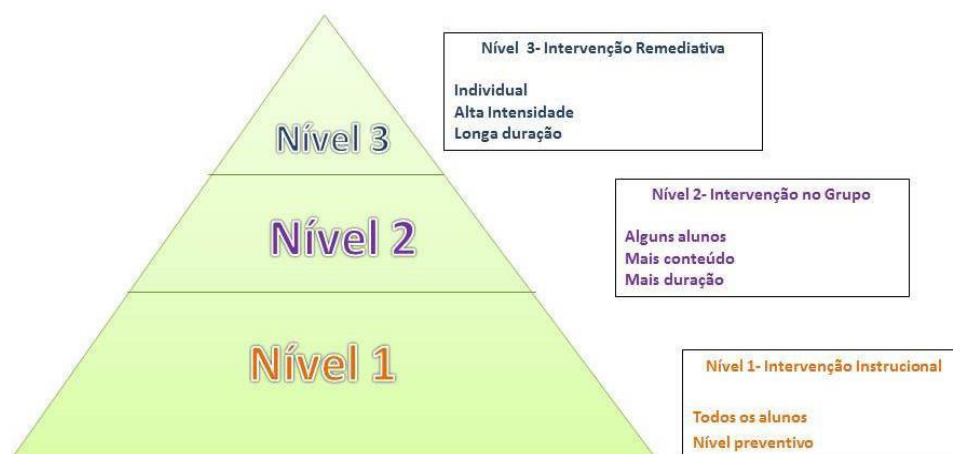 Nível 3- Intervenção Remediativa
Individual
Alta Intensidade
Longa duração
Nível 3
Nível 2- Intervenção no Grupo
Alguns alunos
Mais conteúdo
Mais duração
Nível 2
Nível 1
Nível 1- Intervenção Instrucional
Todos os alunos
Nível preventivo